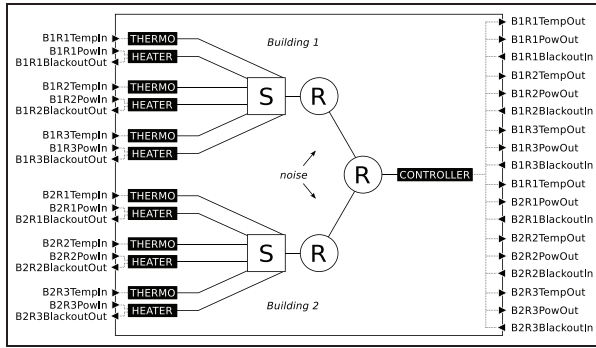 B1R1TempIn
THERMO
B1R1PowIn
HEATER
B1R1BlackoutOut
B1R2TempIn
THERMO
B1R2PowIn
HEATER
B1R2BlackoutOut
B1R3TempIn
THERMO
B1R3PowIn
HEATER
B1R3BlackoutOut
B2R1TempIn
THERMO
B2R1PowIn
HEATER
B2R1BlackoutOut
B2R2TempIn
THERMO
B2R2PowIn
HEATER
B2R2BlackoutOut
B2R3TempIn
THERMO
B2R3PowIn
HEATER
B2R3BlackoutOut
Building 1
S
R
noise
R
CONTROLLER
S
R
Building 2
B1R1TempOut
B1R1PowOut
B1R1BlackoutIn
B1R2TempOut
B1R2PowOut
B1R2BlackoutIn
B1R3TempOut
B1R3PowOut
B1R3BlackoutIn
B1R1TempOut
B2R1PowOut
B2R1BlackoutIn
B2R2TempOut
B2R2PowOut
B2R2BlackoutIn
B2R3TempOut
B2R3PowOut
B2R3BlackoutIn